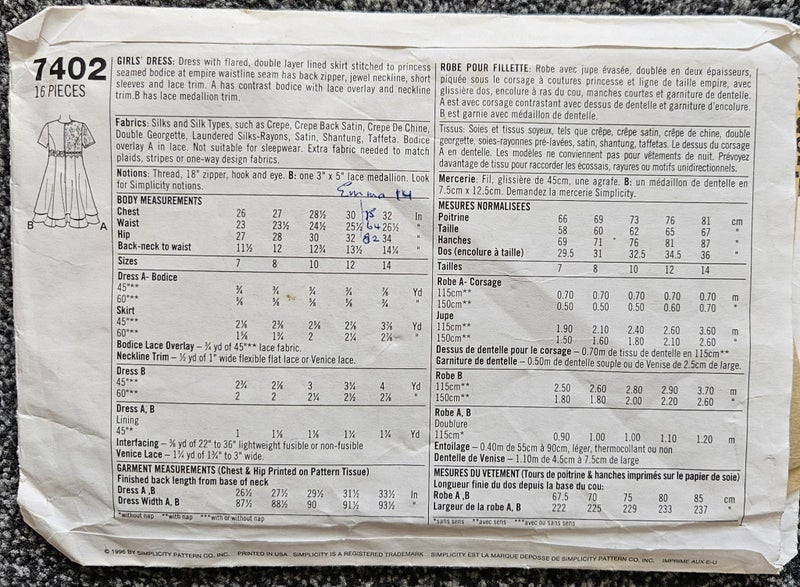 7402
16 PIECES
B A
GIRLS' DRESS: Dress with flared, double layer lined skirt stitched to princess
seamed bodice at empire waistline seam has back zipper, jewel neckline, short
sleeves and lace trim. A has contrast bodice with lace overlay and neckline
trim.B has lace medallion trim.
Fabrics: Silks and Silk Types, such as Crepe, Crepe Back Satin, Crepe De Chine,
Double Georgette, Laundered Silks-Rayons, Satin, Shantung, Taffeta. Bodice
overlay A in lace. Not suitable for sleepwear. Extra fabric needed to match
plaids, stripes or one-way design fabrics.
Notions: Thread, 18" zipper, hook and eye. B: one 3" x 5" lace medallion. Look
for Simplicity notions.
Emma 14
BODY MEASUREMENTS
Chest 26 27 28½ 30 32 In
Waist 23 23½ 24½ 25½ 64 26½ "
Hip 27 28 30 32 82 34 "
Back-neck to waist 11½ 12 12¾ 13½ 14¼ "
Sizes 7 8 10 12 14
Dress A- Bodice
45"*** ¾ ¾ ¾ ¾ ⅞ Yd
60"*** ⅝ ⅝ ⅝ ¾ ¾ "
Skirt
45"** 2⅛ 2⅜ 2⅝ 2⅞ 3⅞ Yd
60"** 1⅝ 1¾ 2 2¼ 2⅞ "
Bodice Lace Overlay – ¾ yd of 45"** lace fabric.
Neckline Trim – ½ yd of 1" wide flexible flat lace or Venice lace.
Dress B
45"** 2¾ 2⅞ 3 3¼ 4 Yd
60"** 2 2 2¼ 2½ 2⅞ "
Dress A, B
Lining
45"* 1 1⅛ 1⅛ 1¼ 1¼ Yd
Interfacing – ⅜ yd of 22" to 36" lightweight fusible or non-fusible
Venice Lace – 1¼ yd of 1¾" to 3" wide.
GARMENT MEASUREMENTS (Chest & Hip Printed on Pattern Tissue)
Finished back length from base of neck
Dress A ,B 26½ 27½ 29½ 31½ 33½ In
Dress Width A, B 87½ 88½ 90 91½ 93½ "
*without nap **with nap ***with or without nap
ROBE POUR FILLETTE: Robe avec jupe évasée, doublée en deux épaisseurs,
piquée sous le corsage à coutures princesse et ligne de taille empire, avec
glissière dos, encolure à ras du cou, manches courtes et garniture de dentelle.
A est avec corsage contrastant avec dessus de dentelle et garniture d'encolure.
B est garnie avec médaillon de dentelle.
Tissus: Soies et tissus soyeux, tels que crêpe, crêpe satin, crêpe de chine, double
georgette, soies-rayonnes pré-lavées, satin, shantung, taffetas. Le dessus du corsage
A en dentelle. Les modèles ne conviennent pas pour vêtements de nuit. Prévoyez
davantage de tissu pour raccorder les écossais, rayures ou motifs unidirectionnels.
Mercerie: Fil, glissière de 45cm, une agrafe. B: un médaillon de dentelle en
7.5cm x 12.5cm. Demandez la mercerie Simplicity.
MESURES NORMALISEES
Poitrine 66 69 73 76 81 cm
Taille 58 60 62 65 67 "
Hanches 69 71 76 81 87 "
Dos (encolure à taille) 29.5 31 32.5 34.5 36 "
Tailles 7 8 10 12 14
Robe A- Corsage
115cm** 0.70 0.70 0.70 0.70 0.70 m
150cm** 0.50 0.50 0.50 0.60 0.70 "
Jupe
115cm** 1.90 2.10 2.40 2.60 3.60 m
150cm** 1.50 1.60 1.80 2.10 2.60 "
Dessus de dentelle pour le corsage – 0.70m de tissu de dentelle en 115cm**
Garniture de dentelle – 0.50m de dentelle souple ou de Venise de 2.5cm de large.
Robe B
115cm** 2.50 2.60 2.80 2.90 3.70 m
150cm** 1.80 1.80 2.00 2.20 2.60 "
Robe A, B
Doublure
115cm* 0.90 1.00 1.00 1.10 1.20 m
Entoilage – 0.40m de 55cm à 90cm, léger, thermocollant ou non
Dentelle de Venise – 1.10m de 4.5cm à 7.5cm de large
MESURES DU VETEMENT (Tours de poitrine & hanches imprimés sur le papier de soie)
Longueur finie du dos depuis la base du cou:
Robe A ,B 67.5 70 75 80 85 cm
Largeur de la robe A, B 222 225 229 233 237 "
*sans sens **avec sens ***avec ou sans sens
© 1996 BY SIMPLICITY PATTERN CO. INC. PRINTED IN USA. SIMPLICITY IS A REGISTERED TRADEMARK SIMPLICITY EST LA MARQUE DEPOSEE DE SIMPLICITY PATTERN CO. INC. IMPRIME AUX E-U